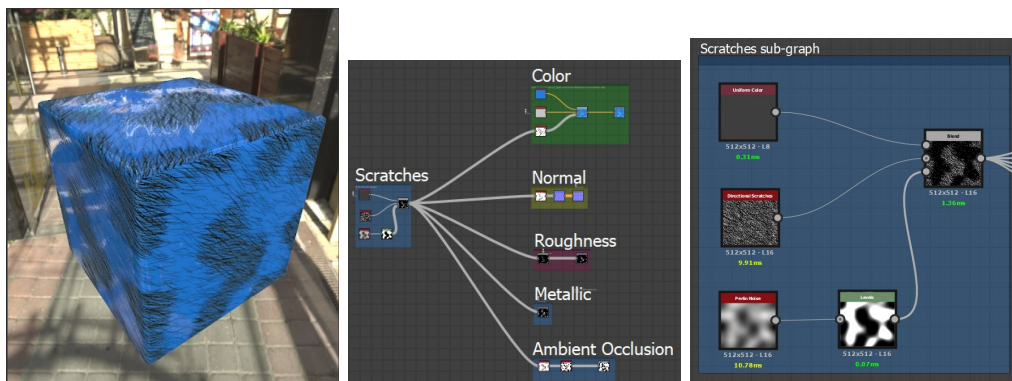 Color
Scratches
Normal
Roughness
Metallic
Ambient Occlusion
Scratches sub-graph
Uniform Color
512x512 - L8
0.31ms
Blend
512x512 - L16
1.36ms
Directional Scratches
512x512 - L16
9.91ms
Perlin Noise
512x512 - L16
10.78ms
Levels
512x512 - L16
0.07ms